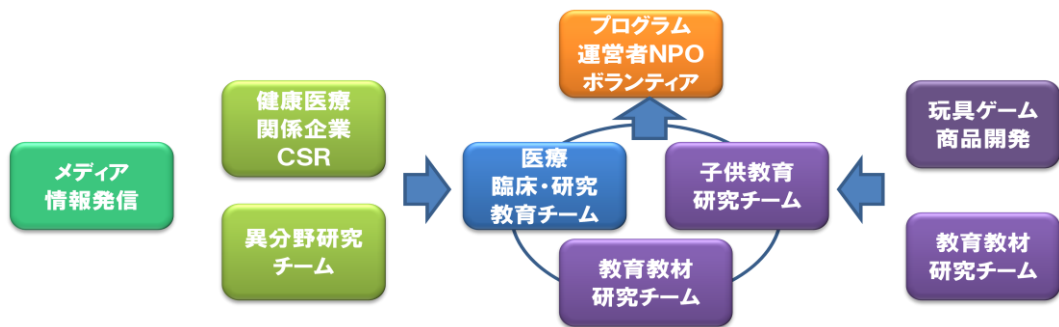 プログラム
運営者NPO
ボランティア
健康医療
関係企業
CSR
玩具ゲーム
商品開発
メディア
情報発信
医療
臨床・研究
教育チーム
子供教育
研究チーム
異分野研究
チーム
教育教材
研究チーム
教育教材
研究チーム